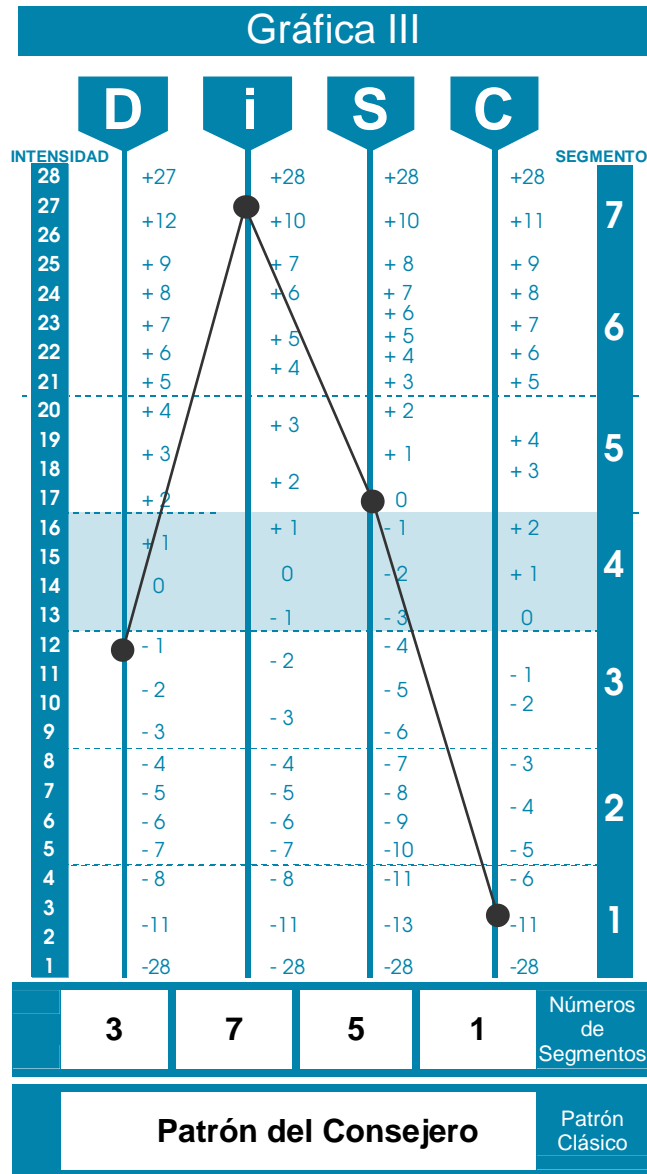 Gráfica III
D i S C
INTENSIDAD SEGMENTO
28 +27 +28 +28 +28
27 7
+12 +10 +10 +11
26
25 + 9 + 7 + 8 + 9
24 + 8 + 6 + 7 + 8
+ 6
23 + 7 + 5 + 5 + 7 6
22 + 6 + 4 + 4 + 6
21 + 5 + 3 + 5
20 + 4 + 3 + 2
19 + 3 + 1 + 4 5
18 + 2 + 3
17 + 2 0
16 + 1 + 1 - 1 + 2
15 4
14 0 0 - 2 + 1
13 - 1 - 3 0
12 - 1 - 2 - 4
11 - 2 - 5 - 1 3
10 - 3 - 2
9 - 3 - 6
8 - 4 - 4 - 7 - 3
7 - 5 - 5 - 8 - 4 2
6 - 6 - 6 - 9
5 - 7 - 7 -10 - 5
4 - 8 - 8 -11 - 6
3 -11 -11 -13 -11 1
2
1 -28 - 28 -28 -28
3 7 5 1 Números
de
Segmentos
Patrón del Consejero Patrón
Clásico